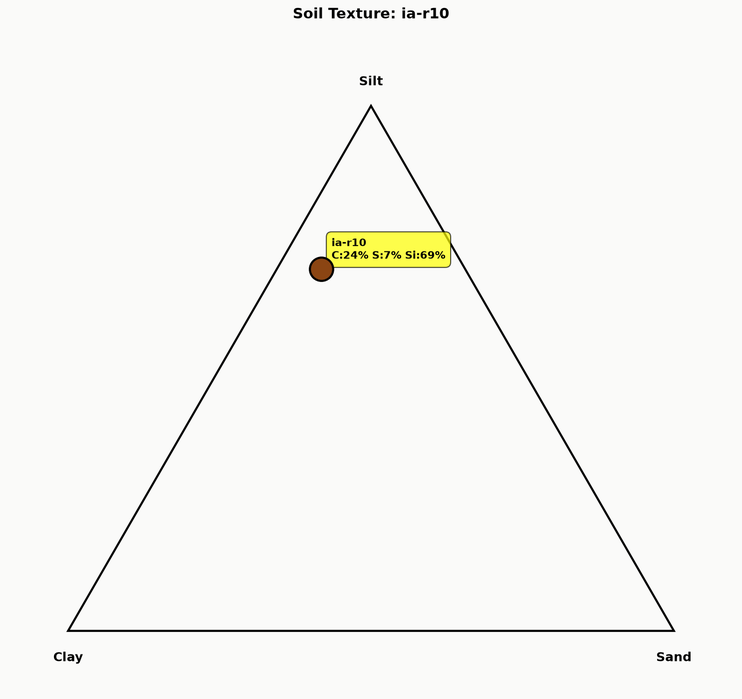 Soil Texture: ia-r10
Silt
ia-r10
C:24% S:7% Si:69%
Clay
Sand